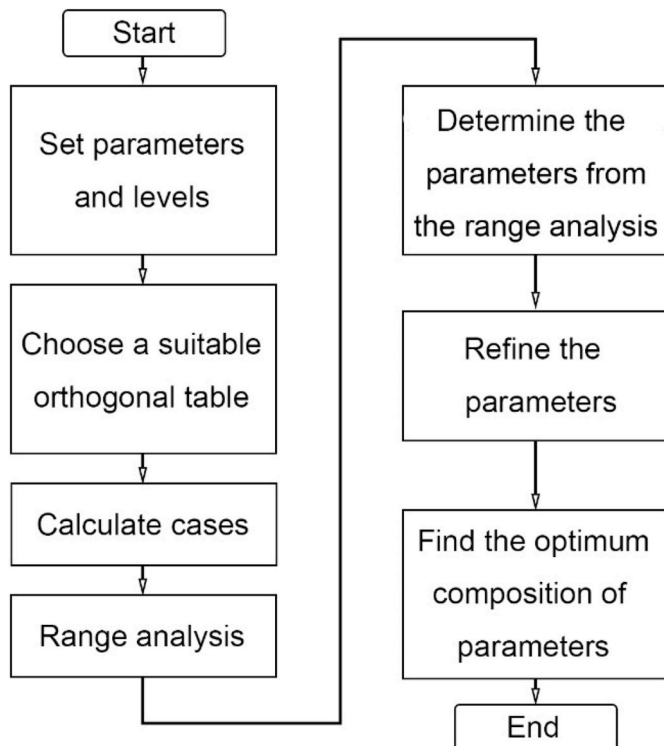 Start
Set parameters
and levels
Choose a suitable
orthogonal table
Calculate cases
Range analysis
Determine the
parameters from
the range analysis
Refine the
parameters
Find the optimum
composition of
parameters
End